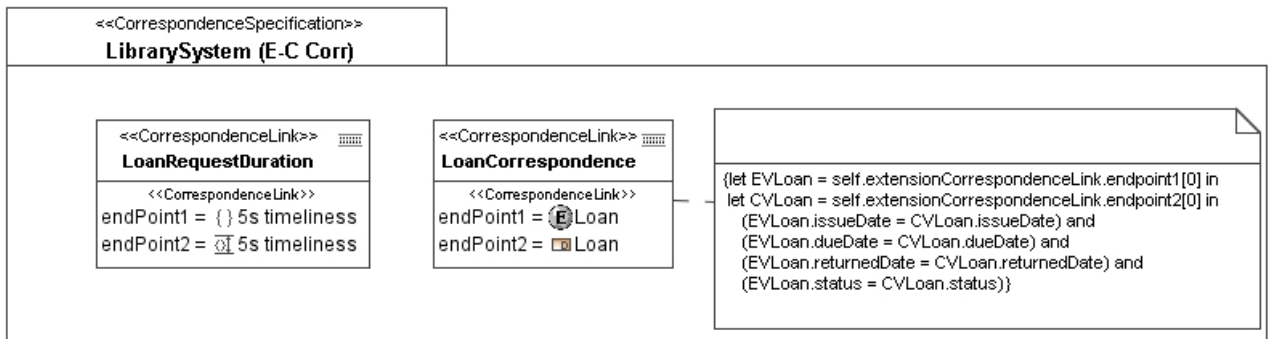 <<CorrespondenceSpecification>>
LibrarySystem (E-C Corr)
<<CorrespondenceLink>>
LoanRequestDuration
<<CorrespondenceLink>>
endPoint1 = { } 5s timeliness
endPoint2 = 5s timeliness
<<CorrespondenceLink>>
LoanCorrespondence
<<CorrespondenceLink>>
endPoint1 = E Loan
endPoint2 = D Loan
{let EVLoan = self.extensionCorrespondenceLink.endpoint1[0] in
let CVLoan = self.extensionCorrespondenceLink.endpoint2[0] in
(EVLoan.issueDate = CVLoan.issueDate) and
(EVLoan.dueDate = CVLoan.dueDate) and
(EVLoan.returnedDate = CVLoan.returnedDate) and
(EVLoan.status = CVLoan.status)}